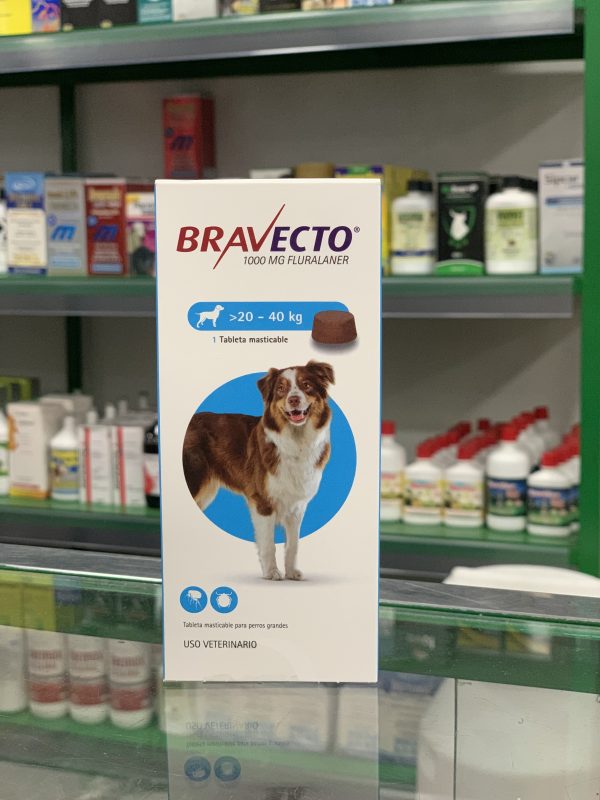 BRAVECTO®
1000 MG FLURALANER
>20 - 40 kg
1 Tableta masticable
Tableta masticable para perros grandes
USO VETERINARIO